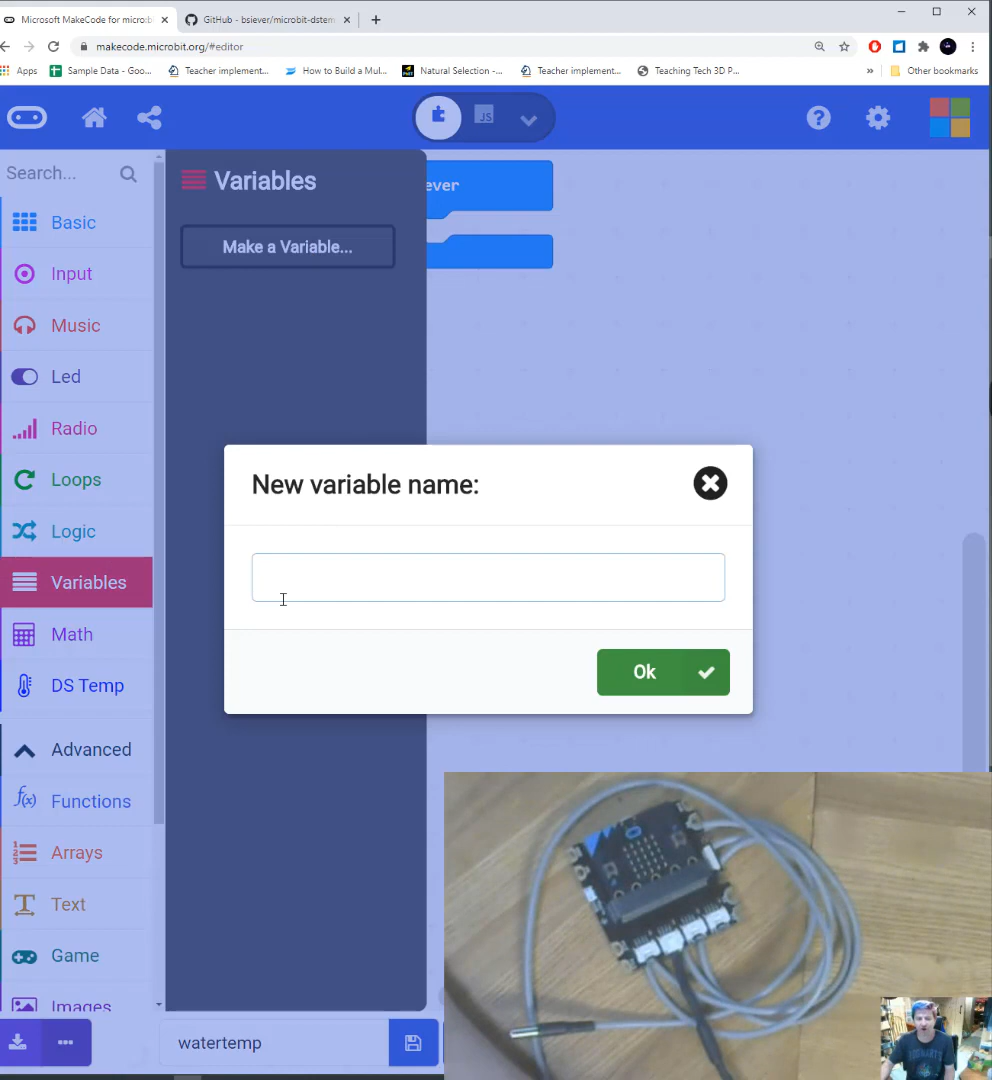 Microsoft MakeCode for micro:b
GitHub - bsiever/microbit-dstem
makecode.microbit.org/#editor
Apps
Sample Data - Goo...
Teacher implement...
How to Build a Mul...
Natural Selection -...
Teacher implement...
Teaching Tech 3D P...
Other bookmarks
JS
Search...
Variables
ever
Make a Variable...
Basic
Input
Music
Led
Radio
Loops
Logic
Variables
Math
DS Temp
Advanced
Functions
Arrays
Text
Game
Images
New variable name:
Ok
watertemp